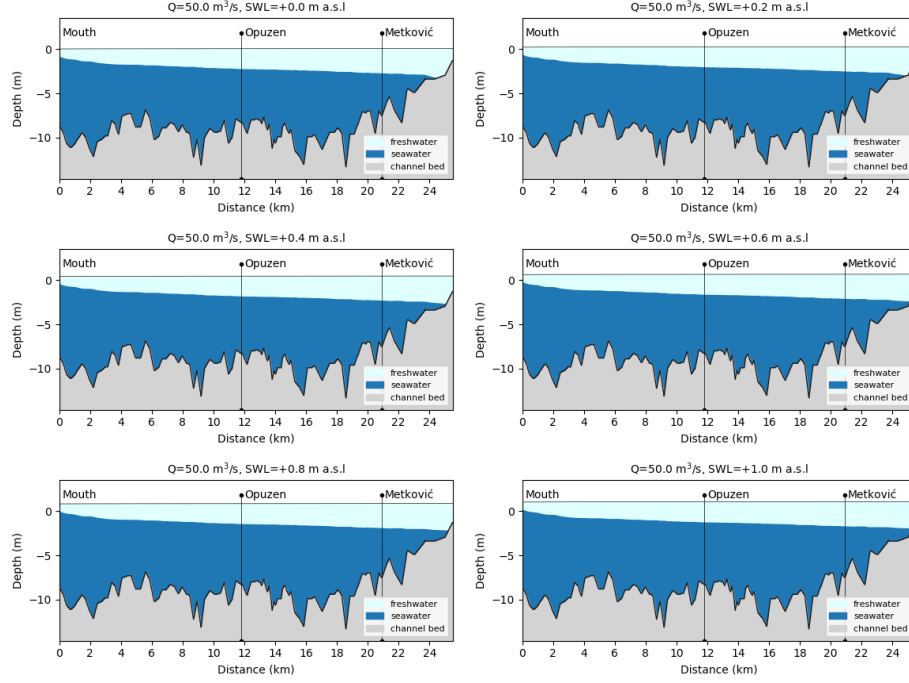 Q=50.0 m³/s, SWL=+0.0 m a.s.l
Mouth Opuzen Metković
0
−5
−10
Depth (m)
freshwater
seawater
channel bed
0 2 4 6 8 10 12 14 16 18 20 22 24
Distance (km)
Q=50.0 m³/s, SWL=+0.2 m a.s.l
Mouth Opuzen Metković
0
−5
−10
Depth (m)
freshwater
seawater
channel bed
0 2 4 6 8 10 12 14 16 18 20 22 24
Distance (km)
Q=50.0 m³/s, SWL=+0.4 m a.s.l
Mouth Opuzen Metković
0
−5
−10
Depth (m)
freshwater
seawater
channel bed
0 2 4 6 8 10 12 14 16 18 20 22 24
Distance (km)
Q=50.0 m³/s, SWL=+0.6 m a.s.l
Mouth Opuzen Metković
0
−5
−10
Depth (m)
freshwater
seawater
channel bed
0 2 4 6 8 10 12 14 16 18 20 22 24
Distance (km)
Q=50.0 m³/s, SWL=+0.8 m a.s.l
Mouth Opuzen Metković
0
−5
−10
Depth (m)
freshwater
seawater
channel bed
0 2 4 6 8 10 12 14 16 18 20 22 24
Distance (km)
Q=50.0 m³/s, SWL=+1.0 m a.s.l
Mouth Opuzen Metković
0
−5
−10
Depth (m)
freshwater
seawater
channel bed
0 2 4 6 8 10 12 14 16 18 20 22 24
Distance (km)